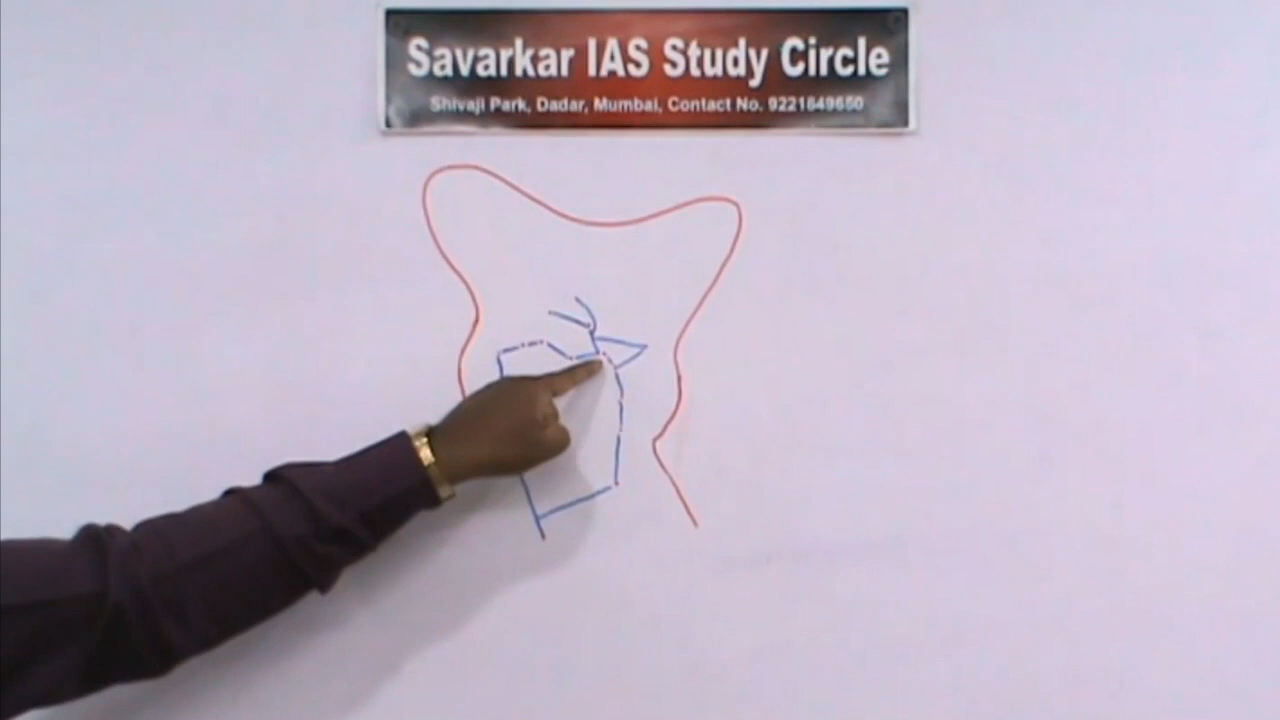 Savarkar IAS Study Circle
Shivaji Park, Dadar, Mumbai, Contact No. 9221849650